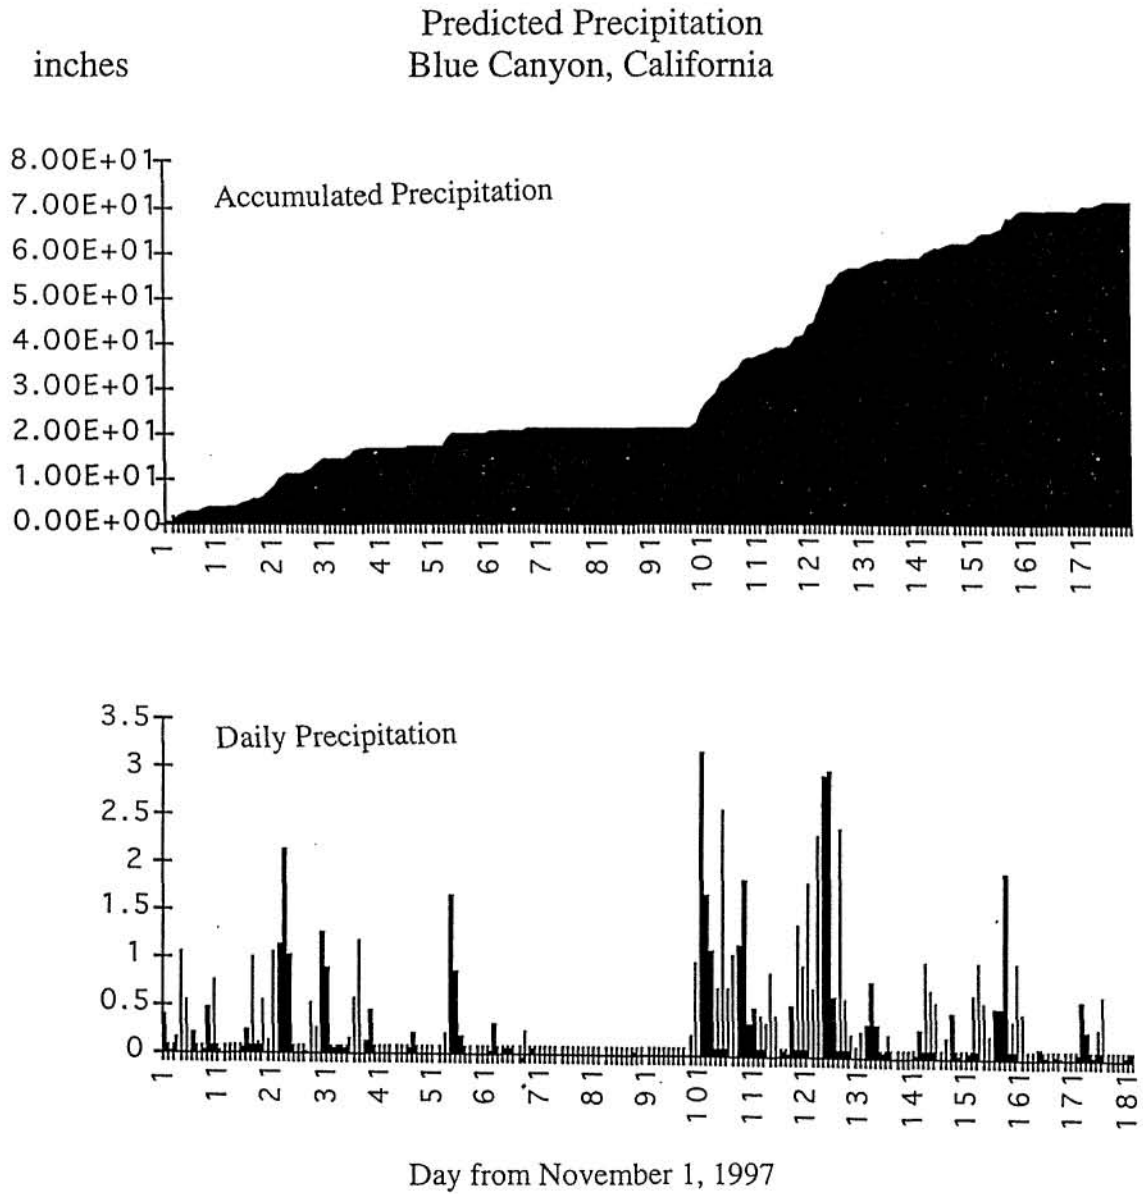 Predicted Precipitation
inches Blue Canyon, California
8.00E+01
Accumulated Precipitation
7.00E+01
6.00E+01
5.00E+01
4.00E+01
3.00E+01
2.00E+01
1.00E+01
0.00E+00
1 11 21 31 41 51 61 71 81 91 101 111 121 131 141 151 161 171
3.5
Daily Precipitation
3
2.5
2
1.5
1
0.5
0
1 11 21 31 41 51 61 71 81 91 101 111 121 131 141 151 161 171 181
Day from November 1, 1997